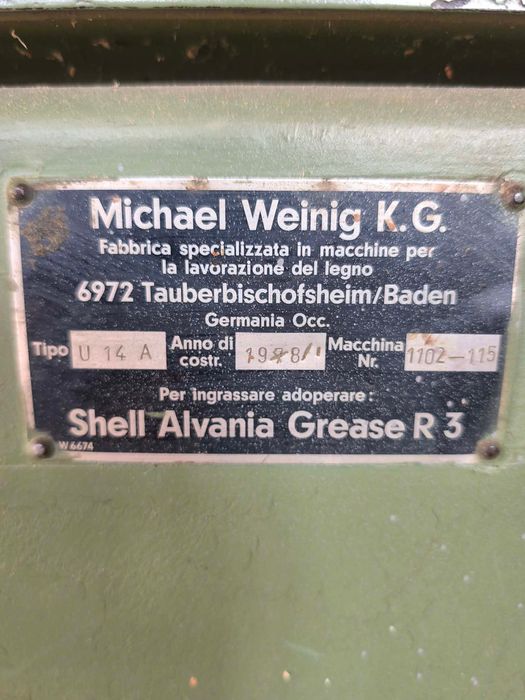 Michael Weinig K.G.
Fabbrica specializzata in macchine per
la lavorazione del legno
6972 Tauberbischofsheim/Baden
Germania Occ.
Tipo U 14 A Anno di costr. Macchina Nr. 1102-115
Per ingrassare adoperare:
Shell Alvania Grease R 3
W 6674